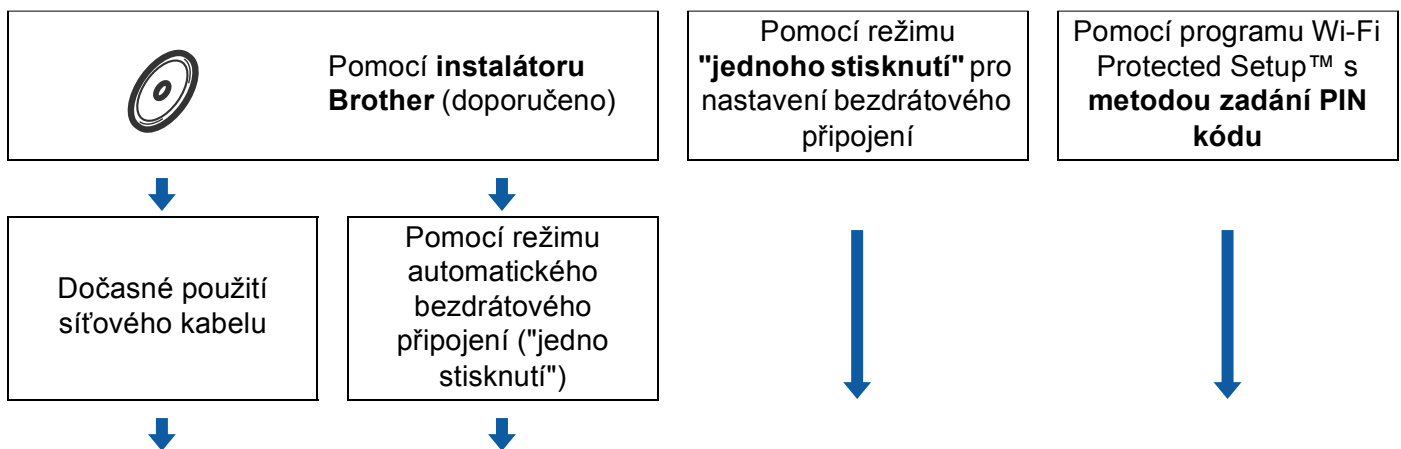 Pomocí instalátoru
Brother (doporučeno)
Pomocí režimu
"jednoho stisknutí" pro
nastavení bezdrátového
připojení
Pomocí programu Wi-Fi
Protected Setup™ s
metodou zadání PIN
kódu
Dočasné použití
síťového kabelu
Pomocí režimu
automatického
bezdrátového
připojení ("jedno
stisknutí")